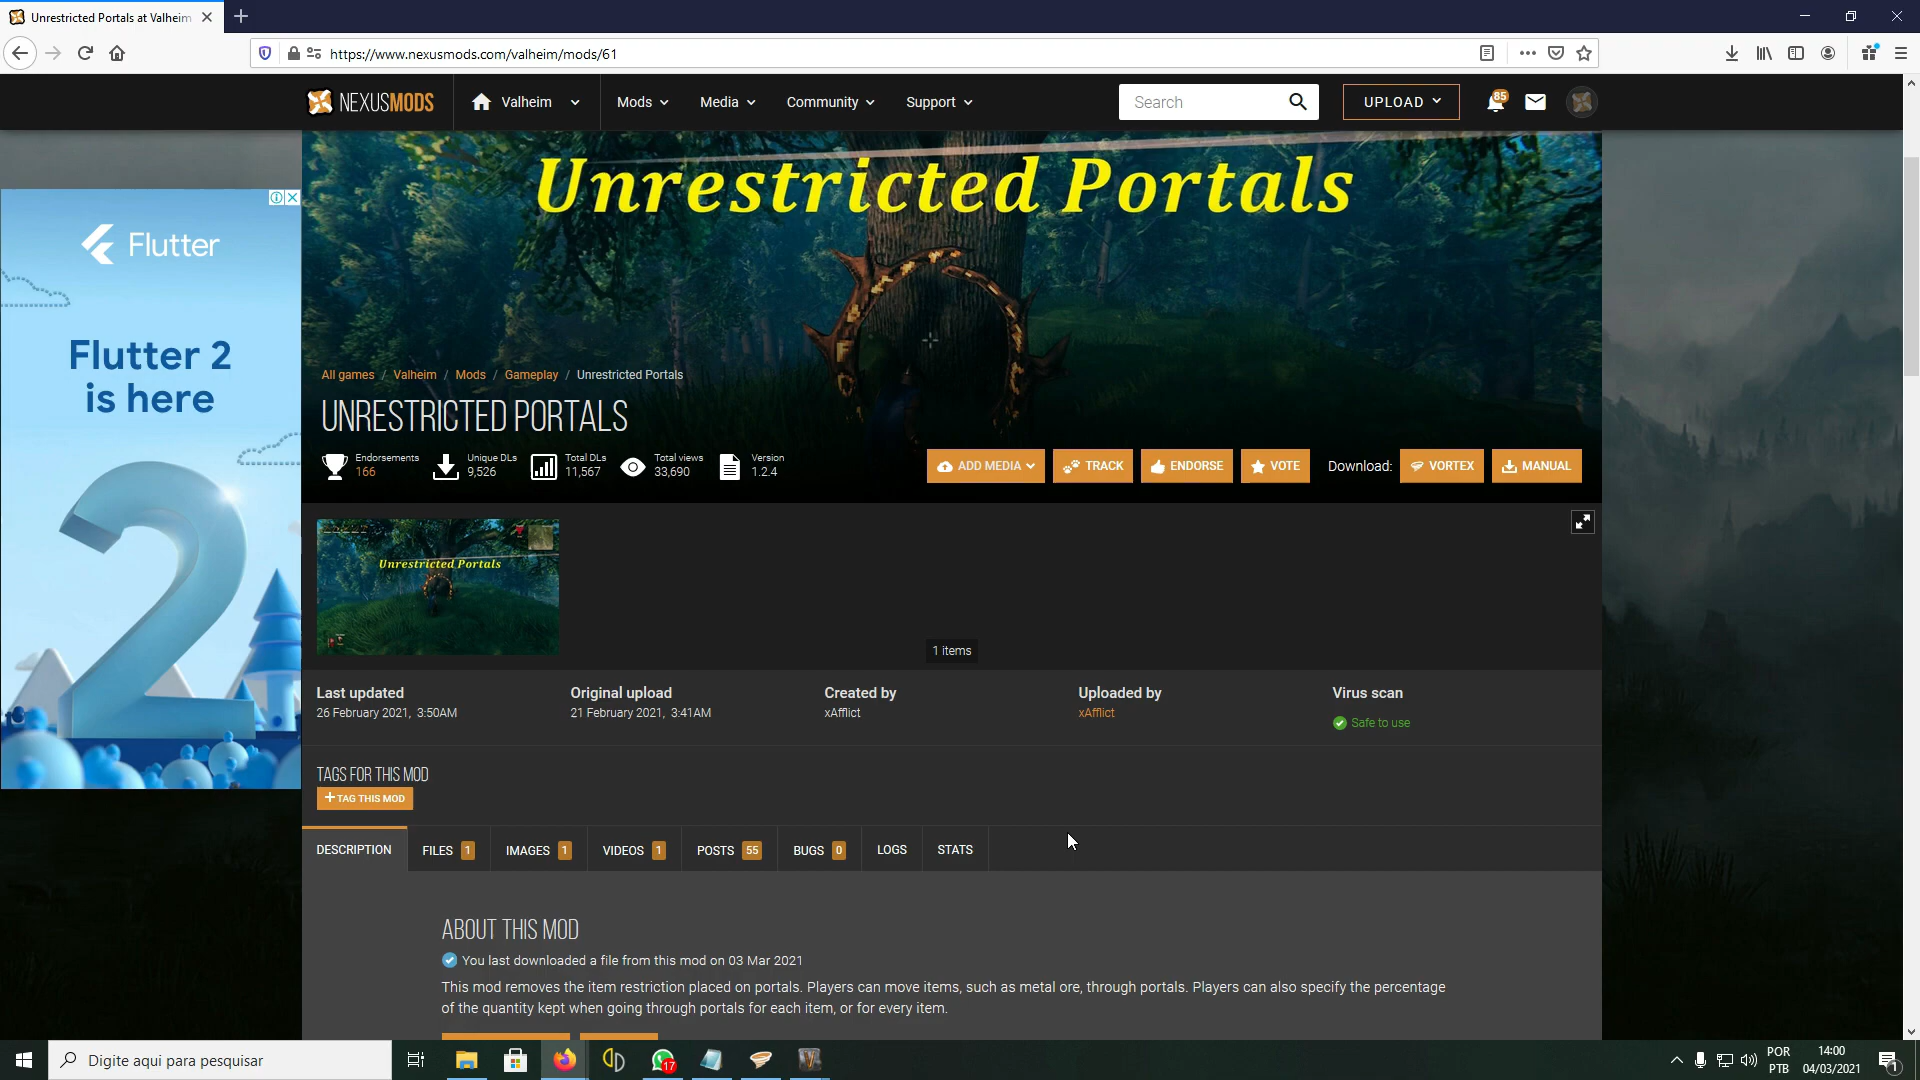 Unrestricted Portals at Valheim
https://www.nexusmods.com/valheim/mods/61
NEXUSMODS
Valheim
Mods
Media
Community
Support
Search
UPLOAD
85
Unrestricted Portals
Flutter
Flutter 2
is here
All games / Valheim / Mods / Gameplay / Unrestricted Portals
UNRESTRICTED PORTALS
Endorsements
166
Unique DLs
9,526
Total DLs
11,567
Total views
33,690
Version
1.2.4
ADD MEDIA
TRACK
ENDORSE
VOTE
Download:
VORTEX
MANUAL
Unrestricted Portals
1 items
Last updated
26 February 2021, 3:50AM
Original upload
21 February 2021, 3:41AM
Created by
xAfflict
Uploaded by
xAfflict
Virus scan
Safe to use
TAGS FOR THIS MOD
+ TAG THIS MOD
DESCRIPTION
FILES 1
IMAGES 1
VIDEOS 1
POSTS 55
BUGS 0
LOGS
STATS
ABOUT THIS MOD
You last downloaded a file from this mod on 03 Mar 2021
This mod removes the item restriction placed on portals. Players can move items, such as metal ore, through portals. Players can also specify the percentage
of the quantity kept when going through portals for each item, or for every item.
Digite aqui para pesquisar
17
POR
PTB
14:00
04/03/2021
1